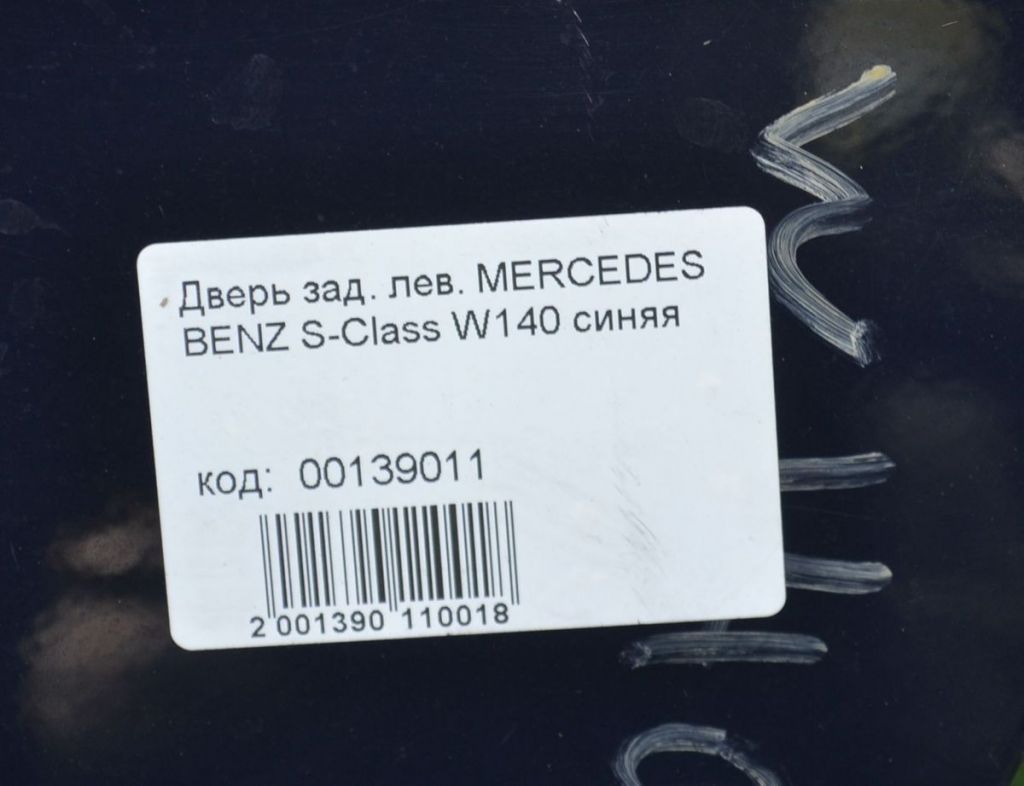 Дверь зад. лев. MERCEDES
BENZ S-Class W140 синяя
код: 00139011
2 001390 110018